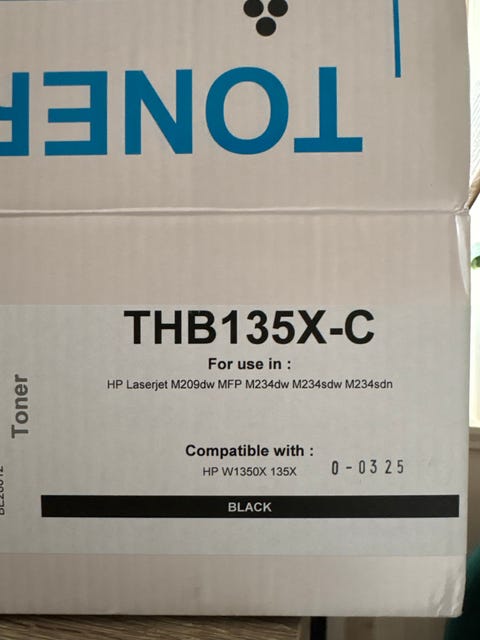 TONER
THB135X-C
For use in :
HP Laserjet M209dw MFP M234dw M234sdw M234sdn
Toner
Compatible with :
HP W1350X 135X 0-0325
BLACK